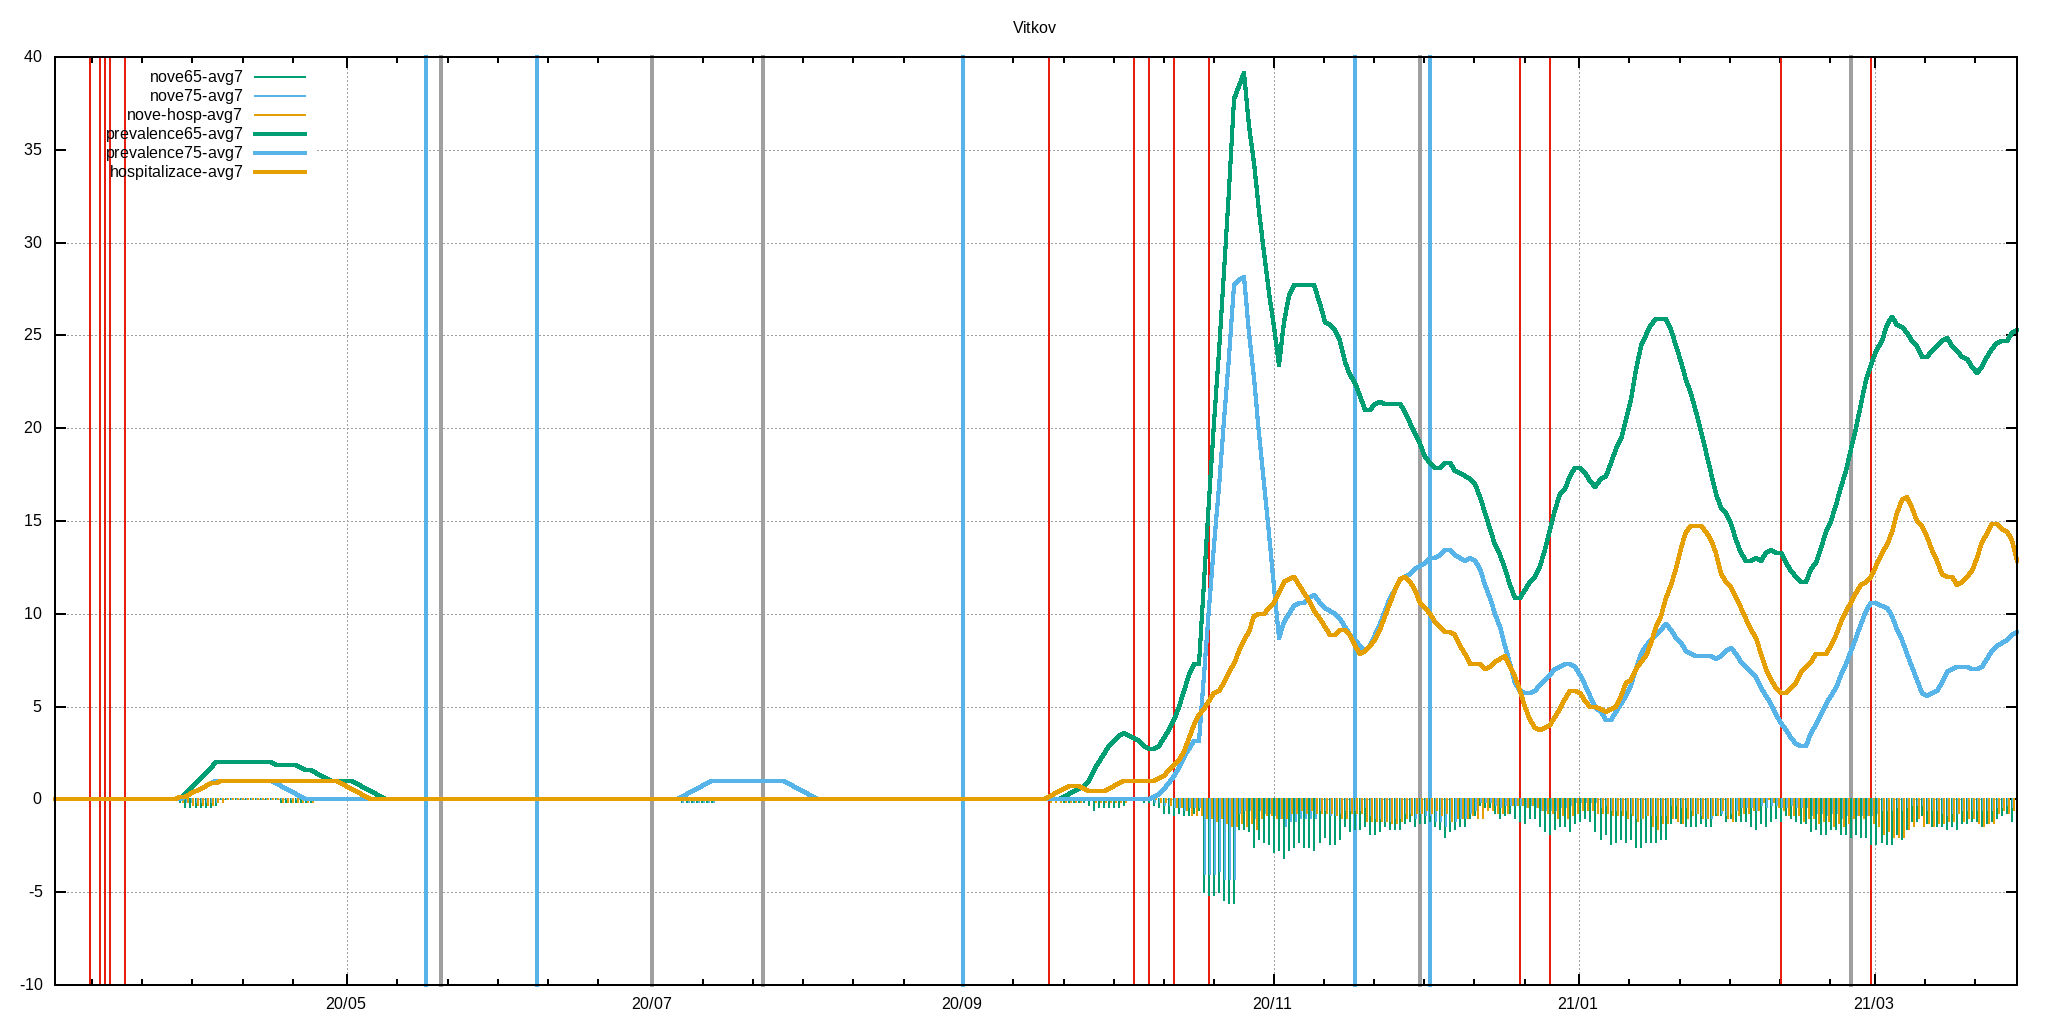 Vitkov
40
nove65-avg7
nove75-avg7
nove-hosp-avg7
prevalence65-avg7
prevalence75-avg7
hospitalizace-avg7
35
30
25
20
15
10
5
0
-5
-10
20/05 20/07 20/09 20/11 21/01 21/03